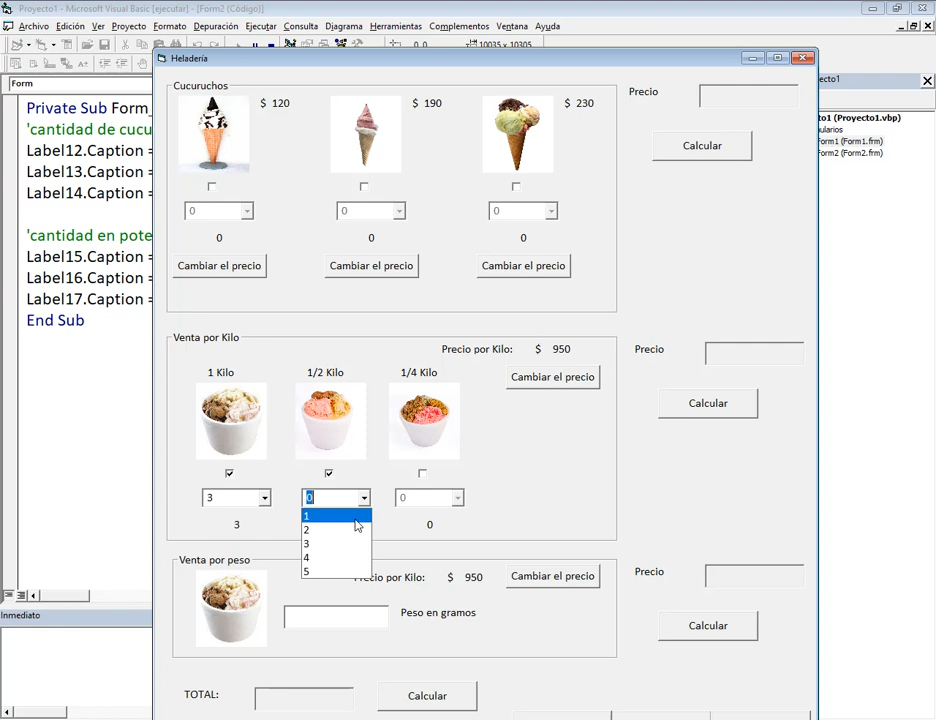 Proyecto1 - Microsoft Visual Basic [ejecutar] - [Form2 (Código)]
Archivo Edición Ver Proyecto Formato Depuración Ejecutar Consulta Diagrama Herramientas Complementos Ventana Ayuda
0,0 10035 x 10305
Form
Private Sub Form_
'cantidad de cucu
Label12.Caption =
Label13.Caption =
Label14.Caption =
'cantidad en pote
Label15.Caption =
Label16.Caption =
Label17.Caption =
End Sub
Inmediato
Heladería
Cucuruchos
$ 120
$ 190
$ 230
0 0 0
0 0 0
Cambiar el precio Cambiar el precio Cambiar el precio
Precio
Calcular
Venta por Kilo
Precio por Kilo: $ 950
1 Kilo 1/2 Kilo 1/4 Kilo
Cambiar el precio
3 0 0
1
2
3
4
5
3 0
Precio
Calcular
Venta por peso
Precio por Kilo: $ 950
Cambiar el precio
Peso en gramos
Precio
Calcular
TOTAL:
Calcular
ecto1
cto1 (Proyecto1.vbp)
mularios
Form1 (Form1.frm)
Form2 (Form2.frm)